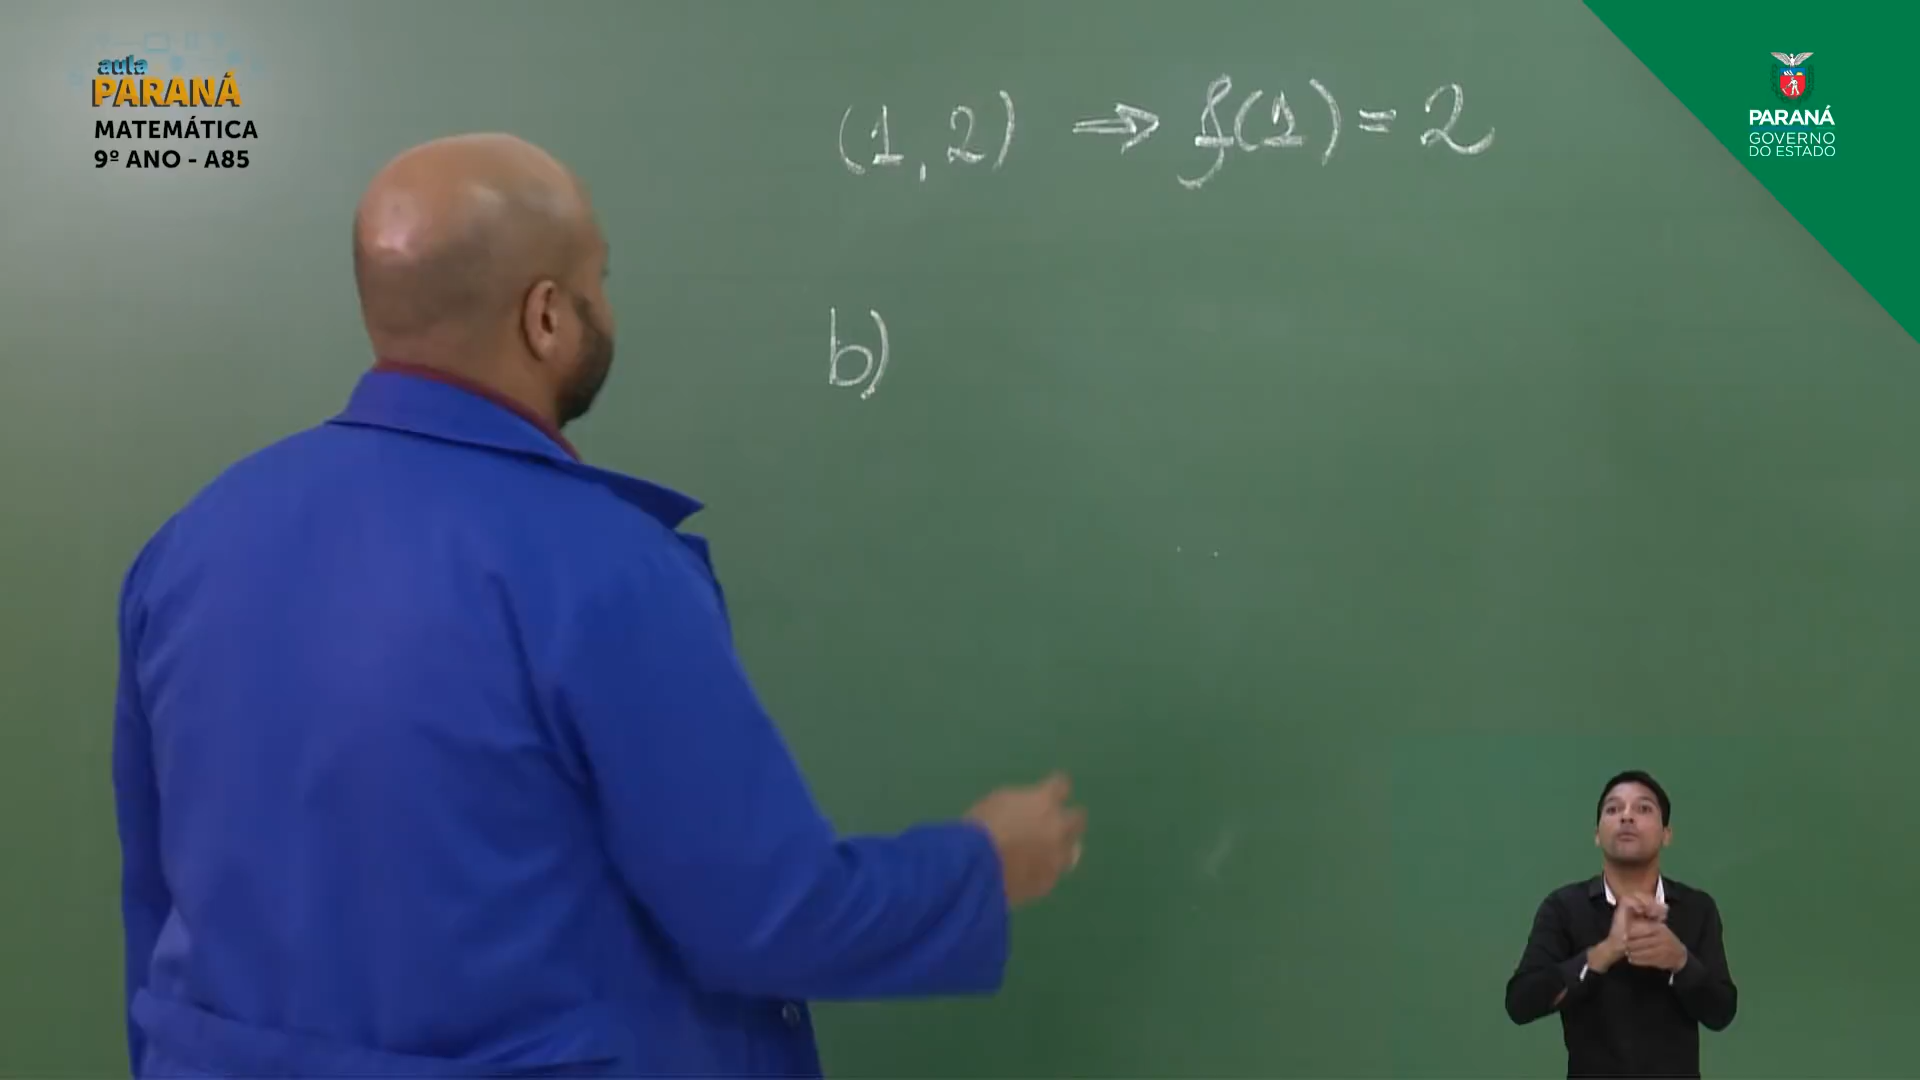 aula
PARANÁ
MATEMÁTICA
9º ANO - A85
(1, 2) ⇒ f(1) = 2
b)
PARANÁ
GOVERNO
DO ESTADO